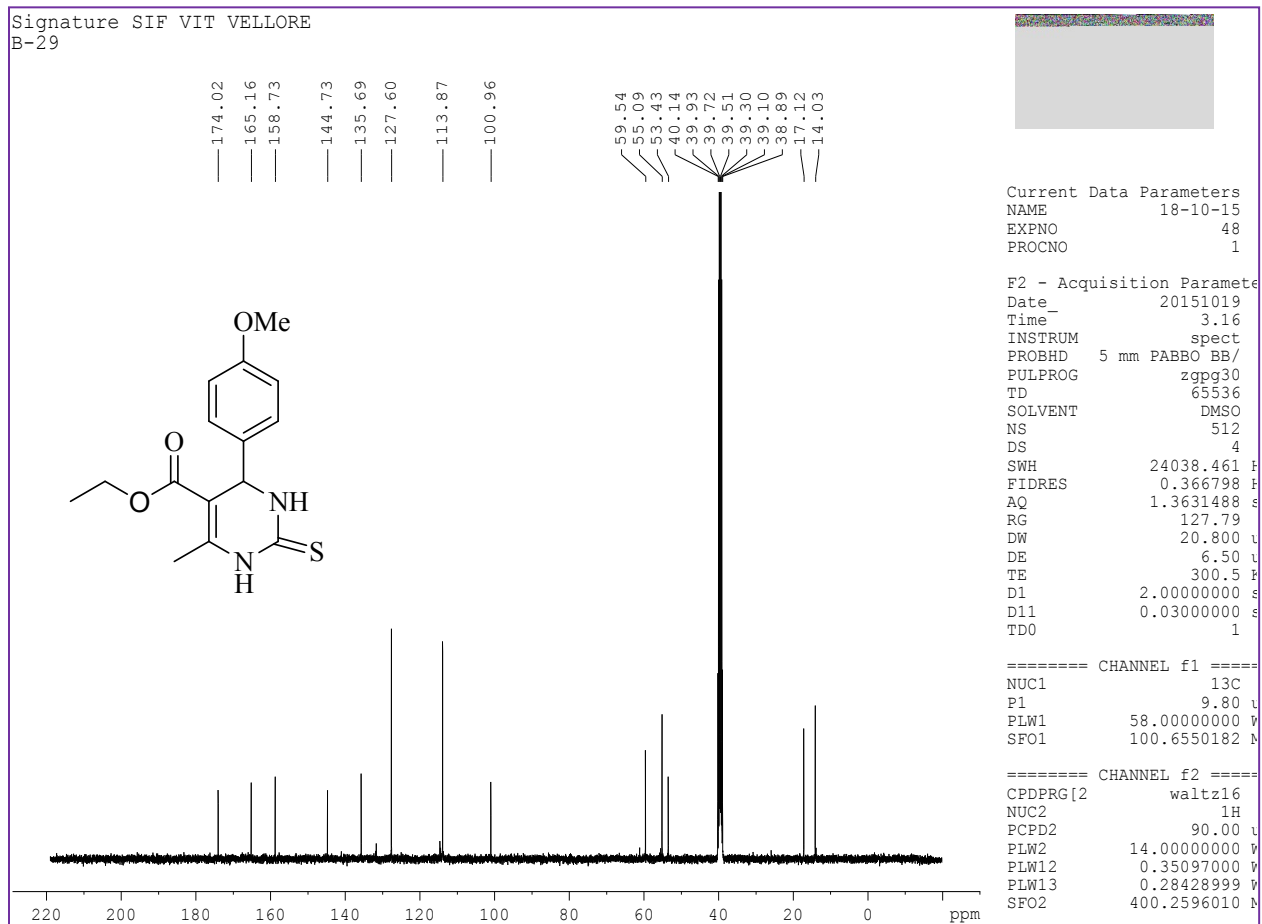 Signature SIF VIT VELLORE
B-29
174.02
165.16
158.73
144.73
135.69
127.60
113.87
100.96
59.54
55.09
53.43
40.14
39.93
39.72
39.51
39.30
39.10
38.89
17.12
14.03
OMe
O
O
NH
N
H
S
220 200 180 160 140 120 100 80 60 40 20 0 ppm
Current Data Parameters
NAME 18-10-15
EXPNO 48
PROCNO 1
F2 - Acquisition Paramete
Date_ 20151019
Time 3.16
INSTRUM spect
PROBHD 5 mm PABBO BB/
PULPROG zgpg30
TD 65536
SOLVENT DMSO
NS 512
DS 4
SWH 24038.461 H
FIDRES 0.366798 H
AQ 1.3631488 s
RG 127.79
DW 20.800 u
DE 6.50 u
TE 300.5 K
D1 2.00000000 s
D11 0.03000000 s
TD0 1
======== CHANNEL f1 =====
NUC1 13C
P1 9.80 u
PLW1 58.00000000 W
SFO1 100.6550182 M
======== CHANNEL f2 =====
CPDPRG[2 waltz16
NUC2 1H
PCPD2 90.00 u
PLW2 14.00000000 W
PLW12 0.35097000 W
PLW13 0.28428999 W
SFO2 400.2596010 M